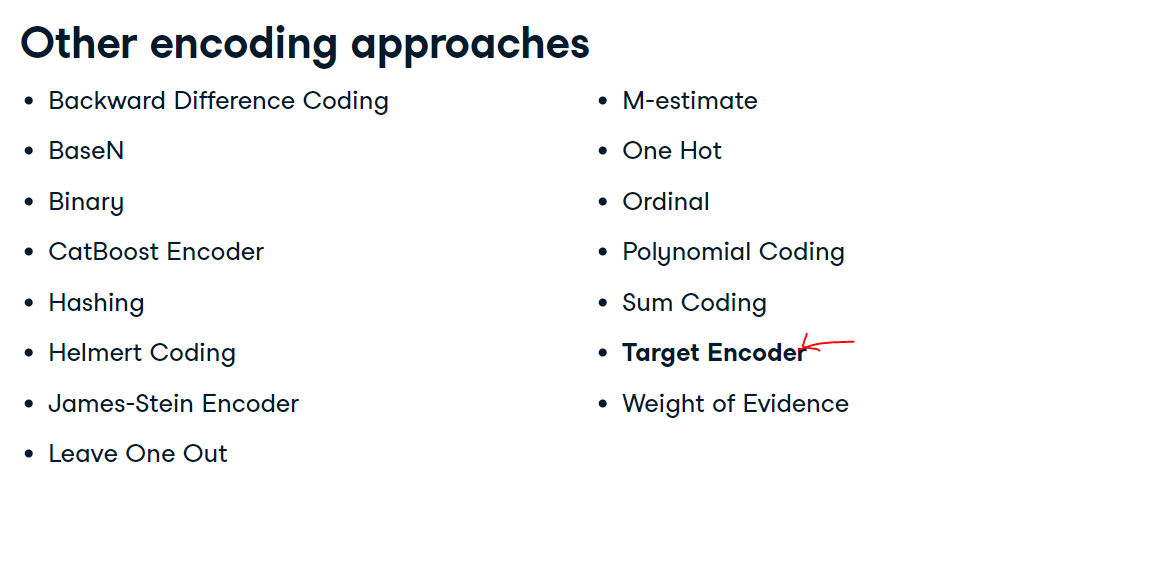 Other encoding approaches
• Backward Difference Coding
• BaseN
• Binary
• CatBoost Encoder
• Hashing
• Helmert Coding
• James-Stein Encoder
• Leave One Out
• M-estimate
• One Hot
• Ordinal
• Polynomial Coding
• Sum Coding
• Target Encoder
• Weight of Evidence